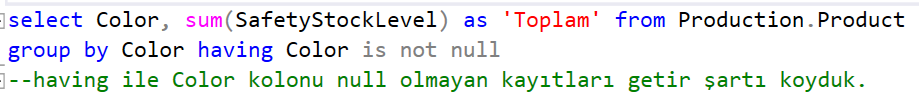 select Color, sum(SafetyStockLevel) as 'Toplam' from Production.Product
group by Color having Color is not null
--having ile Color kolonu null olmayan kayıtları getir şartı koyduk.